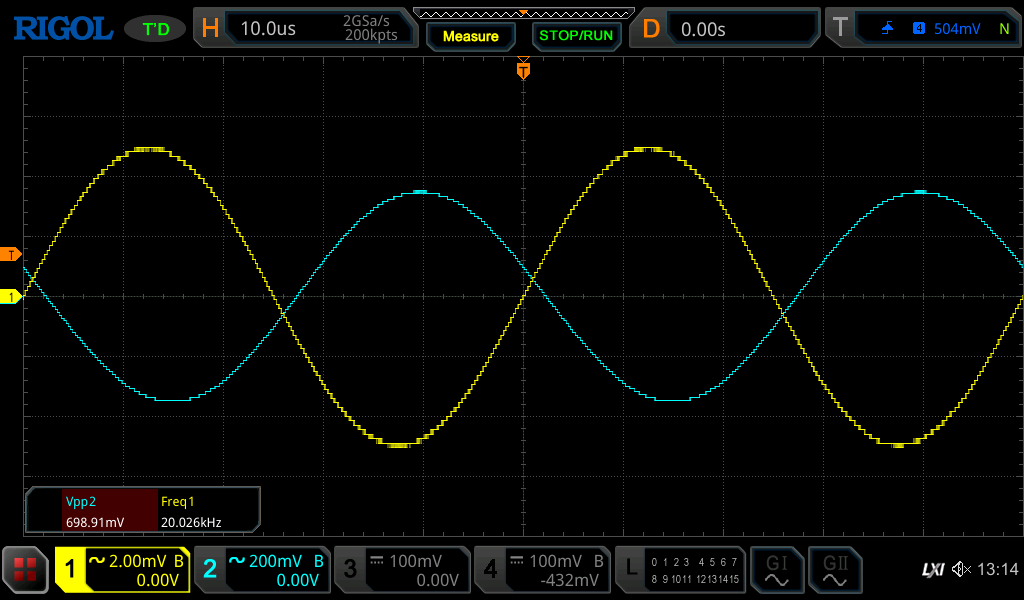 RIGOL T'D H 10.0us 2GSa/s 200kpts Measure STOP/RUN D 0.00s T 4 504mV N
T
T
1
Vpp2 Freq1
698.91mV 20.026kHz
1 2.00mV B 0.00V 2 200mV B 0.00V 3 100mV 0.00V 4 100mV B -432mV L 0 1 2 3 4 5 6 7 GI GII LXI 13:14
8 9 10 11 12 13 14 15